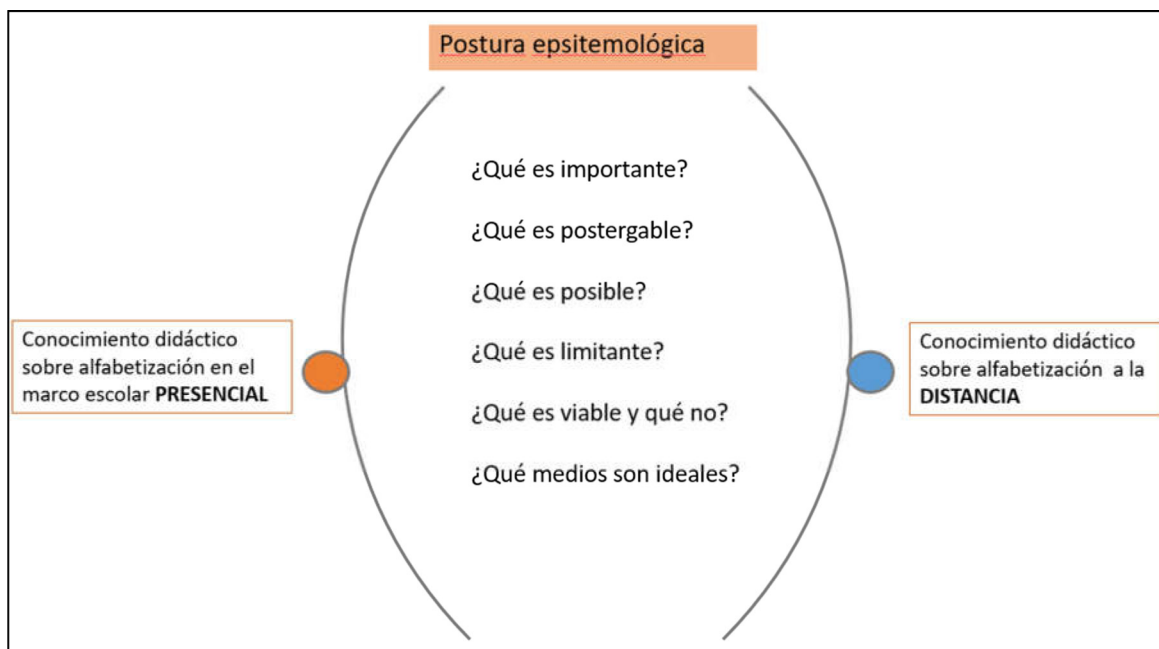 Postura epsitemológica
¿Qué es importante?
¿Qué es postergable?
¿Qué es posible?
¿Qué es limitante?
¿Qué es viable y qué no?
¿Qué medios son ideales?
Conocimiento didáctico
sobre alfabetización en el
marco escolar PRESENCIAL
Conocimiento didáctico
sobre alfabetización a la
DISTANCIA